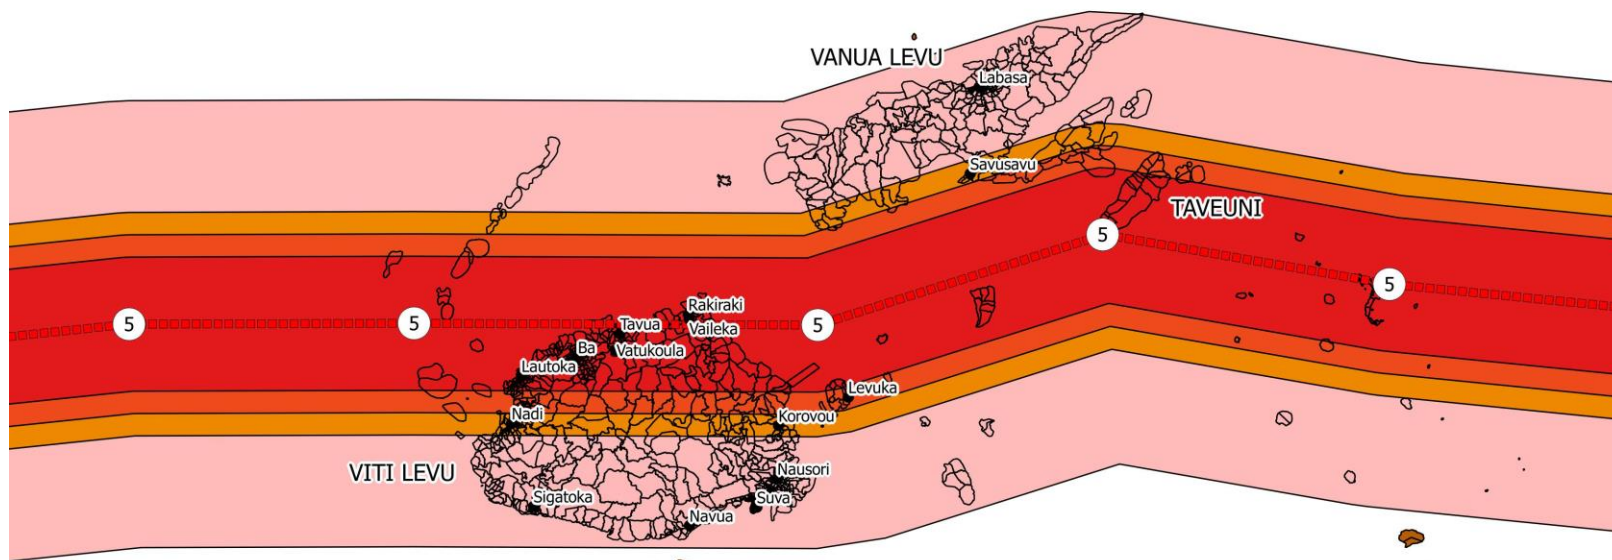 VANUA LEVU
Labasa
Savusavu
TAVEUNI
5
5
5
5
5
Rakiraki
Tavua
Vaileka
Ba
Vatukoula
Lautoka
Levuka
Nadi
Korovou
VITI LEVU
Nausori
Sigatoka
Suva
Navua